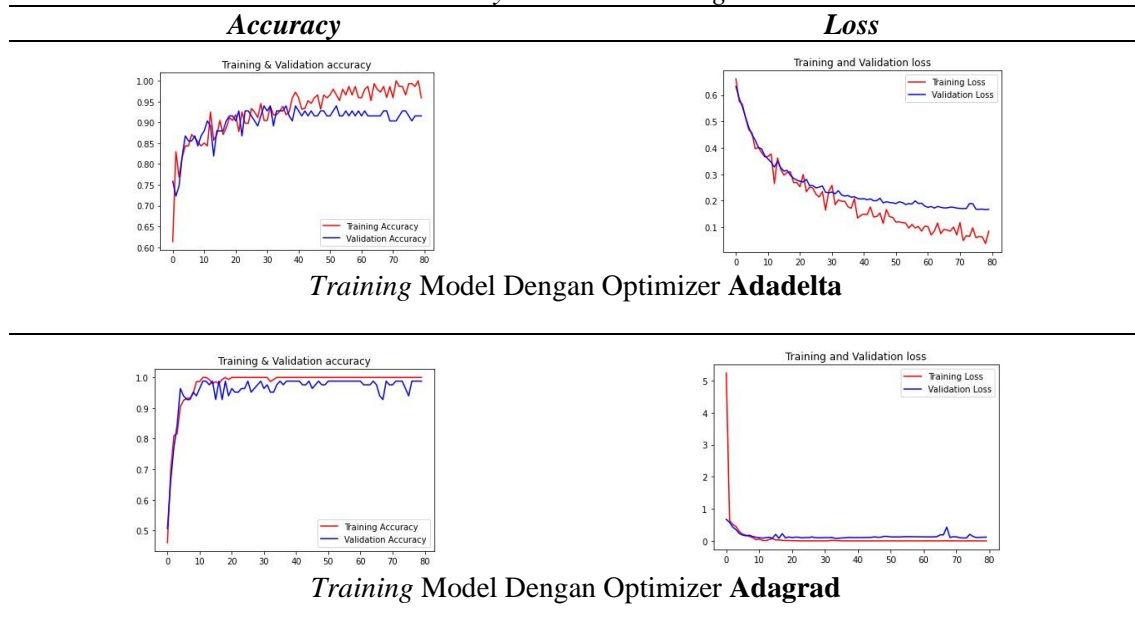 Accuracy Loss
Training & Validation accuracy
1.00
0.95
0.90
0.85
0.80
0.75
0.70
0.65
0.60
0 10 20 30 40 50 60 70 80
Training Accuracy
Validation Accuracy
Training and Validation loss
0.6
0.5
0.4
0.3
0.2
0.1
0 10 20 30 40 50 60 70 80
Training Loss
Validation Loss
Training Model Dengan Optimizer Adadelta
Training & Validation accuracy
1.0
0.9
0.8
0.7
0.6
0.5
0 10 20 30 40 50 60 70 80
Training Accuracy
Validation Accuracy
Training and Validation loss
5
4
3
2
1
0
0 10 20 30 40 50 60 70 80
Training Loss
Validation Loss
Training Model Dengan Optimizer Adagrad